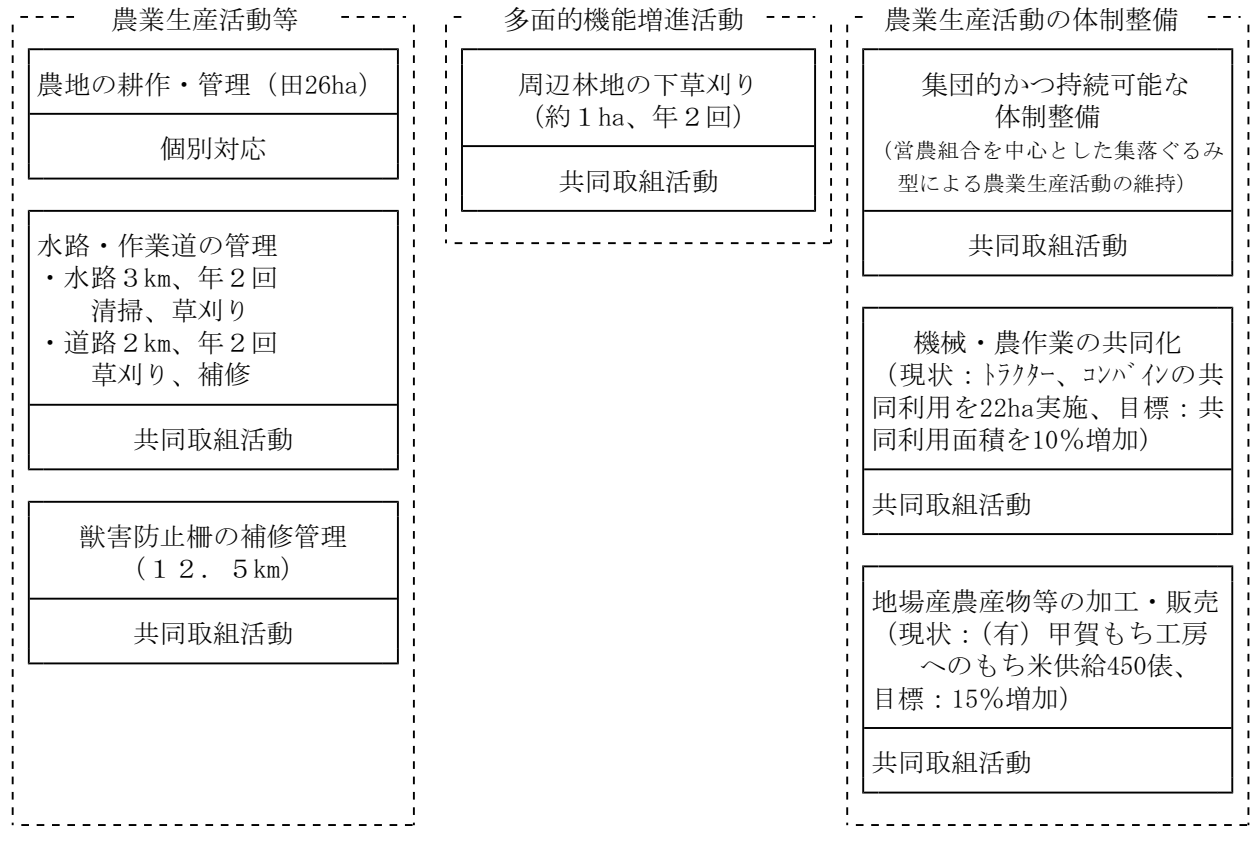 農業生産活動等
農地の耕作・管理（田26ha）
個別対応
水路・作業道の管理
・水路３㎞、年２回
清掃、草刈り
・道路２㎞、年２回
草刈り、補修
共同取組活動
獣害防止柵の補修管理
（１２．５㎞）
共同取組活動
多面的機能増進活動
周辺林地の下草刈り
（約１ha、年２回）
共同取組活動
農業生産活動の体制整備
集団的かつ持続可能な
体制整備
（営農組合を中心とした集落ぐるみ
型による農業生産活動の維持）
共同取組活動
機械・農作業の共同化
（現状：ﾄﾗｸﾀｰ、ｺﾝﾊﾞｲﾝの共
同利用を22ha実施、目標：共
同利用面積を10％増加）
共同取組活動
地場産農産物等の加工・販売
（現状：(有）甲賀もち工房
へのもち米供給450俵、
目標：15％増加）
共同取組活動